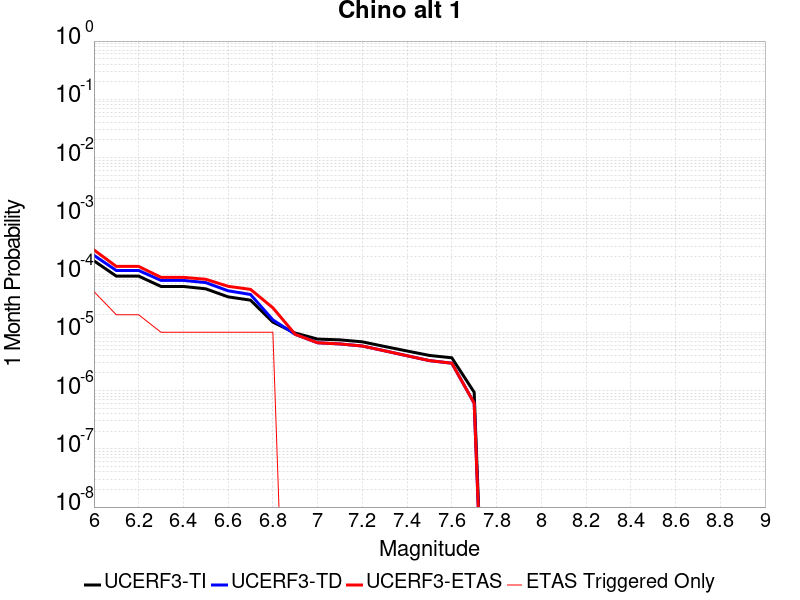 Chino alt 1
10^0
10^-1
10^-2
10^-3
10^-4
10^-5
10^-6
10^-7
10^-8
1 Month Probability
6 6.2 6.4 6.6 6.8 7 7.2 7.4 7.6 7.8 8 8.2 8.4 8.6 8.8 9
Magnitude
UCERF3-TI UCERF3-TD UCERF3-ETAS ETAS Triggered Only